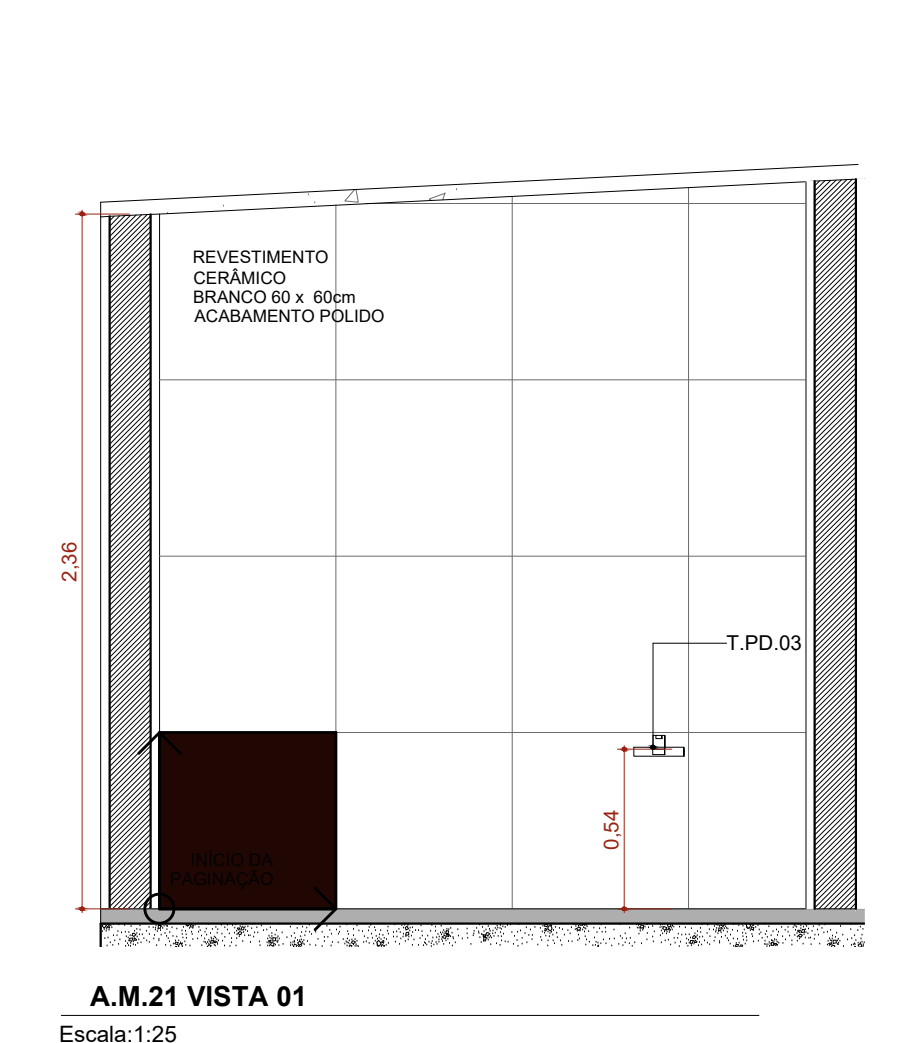 REVESTIMENTO
CERÂMICO
BRANCO 60 x 60cm
ACABAMENTO POLIDO
2,36
T.PD.03
0,54
INÍCIO DA
PAGINAÇÃO
A.M.21 VISTA 01
Escala:1:25